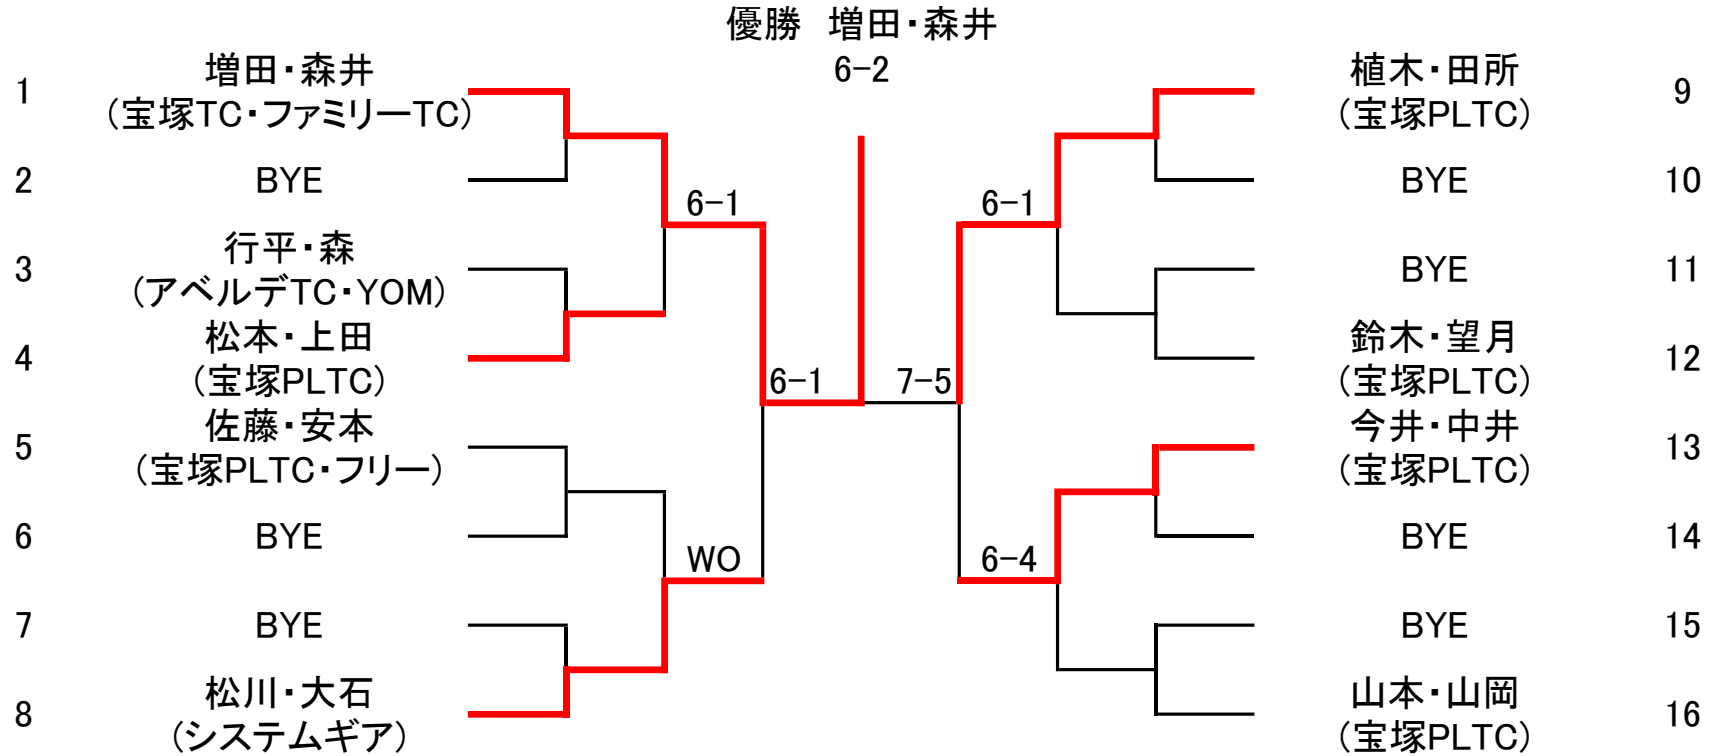 優勝 増田・森井
6-2
1
増田・森井
(宝塚TC・ファミリーTC)
2
BYE
6-1
3
行平・森
(アベルデTC・YOM)
4
松本・上田
(宝塚PLTC)
6-1
5
佐藤・安本
(宝塚PLTC・フリー)
6
BYE
WO
7
BYE
8
松川・大石
(システムギア)
植木・田所
(宝塚PLTC)
9
BYE
10
6-1
BYE
11
鈴木・望月
(宝塚PLTC)
12
7-5
今井・中井
(宝塚PLTC)
13
BYE
14
6-4
BYE
15
山本・山岡
(宝塚PLTC)
16